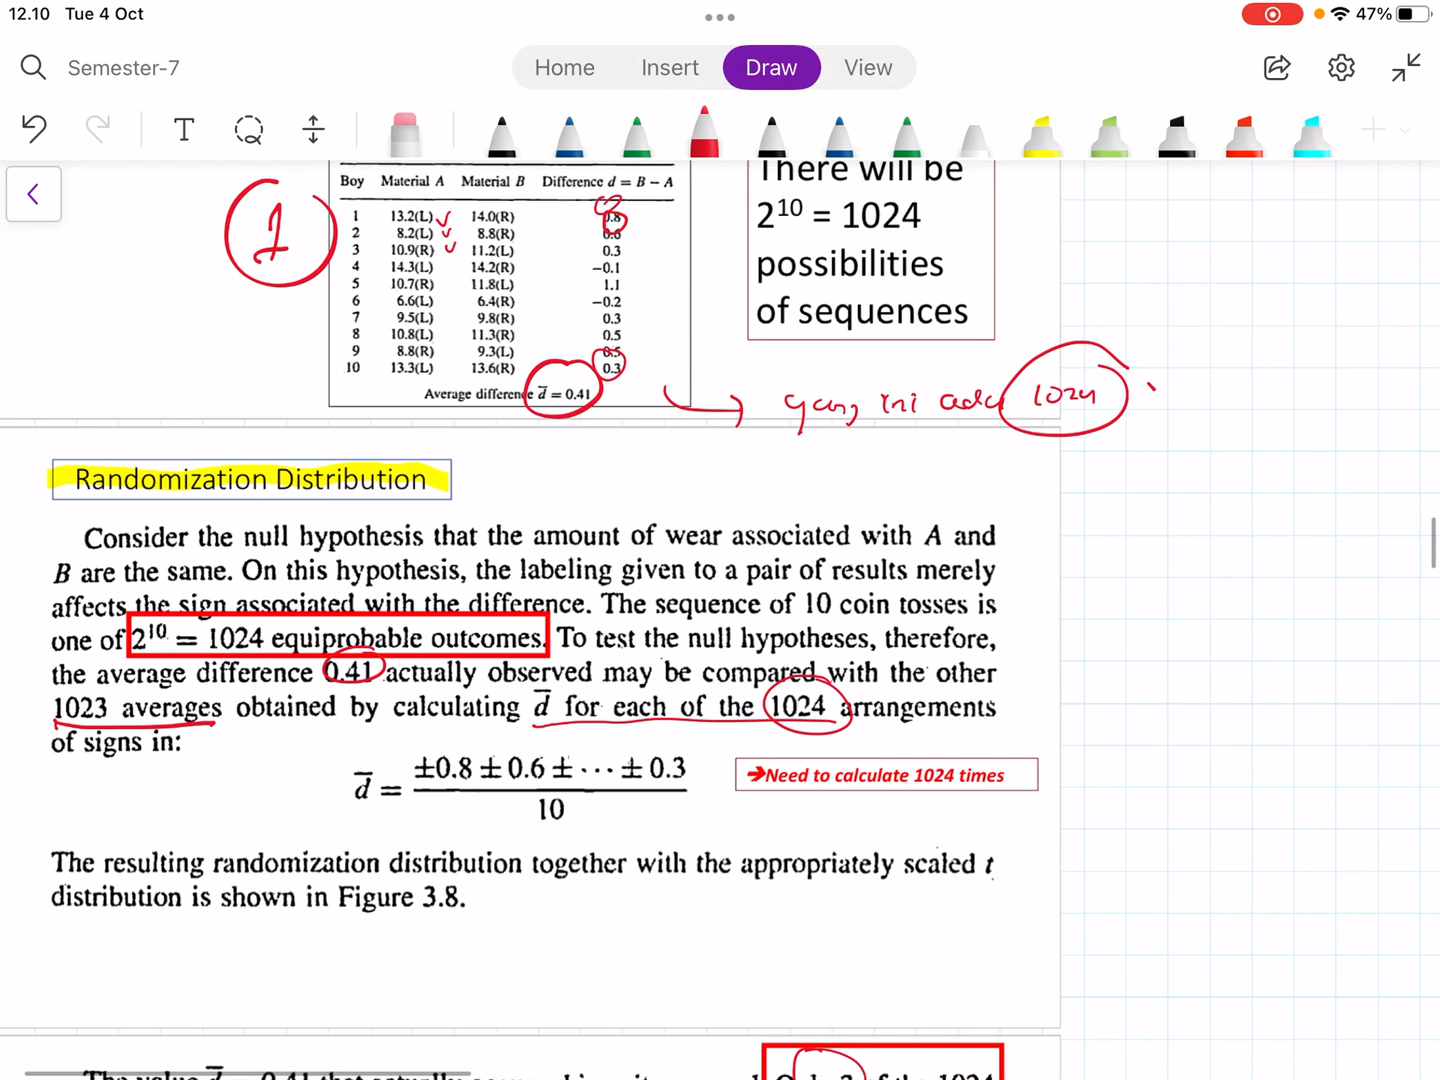 12.10 Tue 4 Oct
47%
Semester-7
Home Insert Draw View
T
There will be
2¹⁰ = 1024
possibilities
of sequences
Boy Material A Material B Difference d = B − A
1 13.2(L) 14.0(R) 0.8
2 8.2(L) 8.8(R) 0.6
3 10.9(R) 11.2(L) 0.3
4 14.3(L) 14.2(R) −0.1
5 10.7(R) 11.8(L) 1.1
6 6.6(L) 6.4(R) −0.2
7 9.5(L) 9.8(R) 0.3
8 10.8(L) 11.3(R) 0.5
9 8.8(R) 9.3(L) 0.5
10 13.3(L) 13.6(R) 0.3
Average difference d̅ = 0.41
1
yang ini ada 1024
Randomization Distribution
Consider the null hypothesis that the amount of wear associated with A and
B are the same. On this hypothesis, the labeling given to a pair of results merely
affects the sign associated with the difference. The sequence of 10 coin tosses is
one of 2¹⁰ = 1024 equiprobable outcomes. To test the null hypotheses, therefore,
the average difference 0.41 actually observed may be compared with the other
1023 averages obtained by calculating d̅ for each of the 1024 arrangements
of signs in:
d̅ = ±0.8 ± 0.6 ± ··· ± 0.3
10
➔Need to calculate 1024 times
The resulting randomization distribution together with the appropriately scaled t
distribution is shown in Figure 3.8.